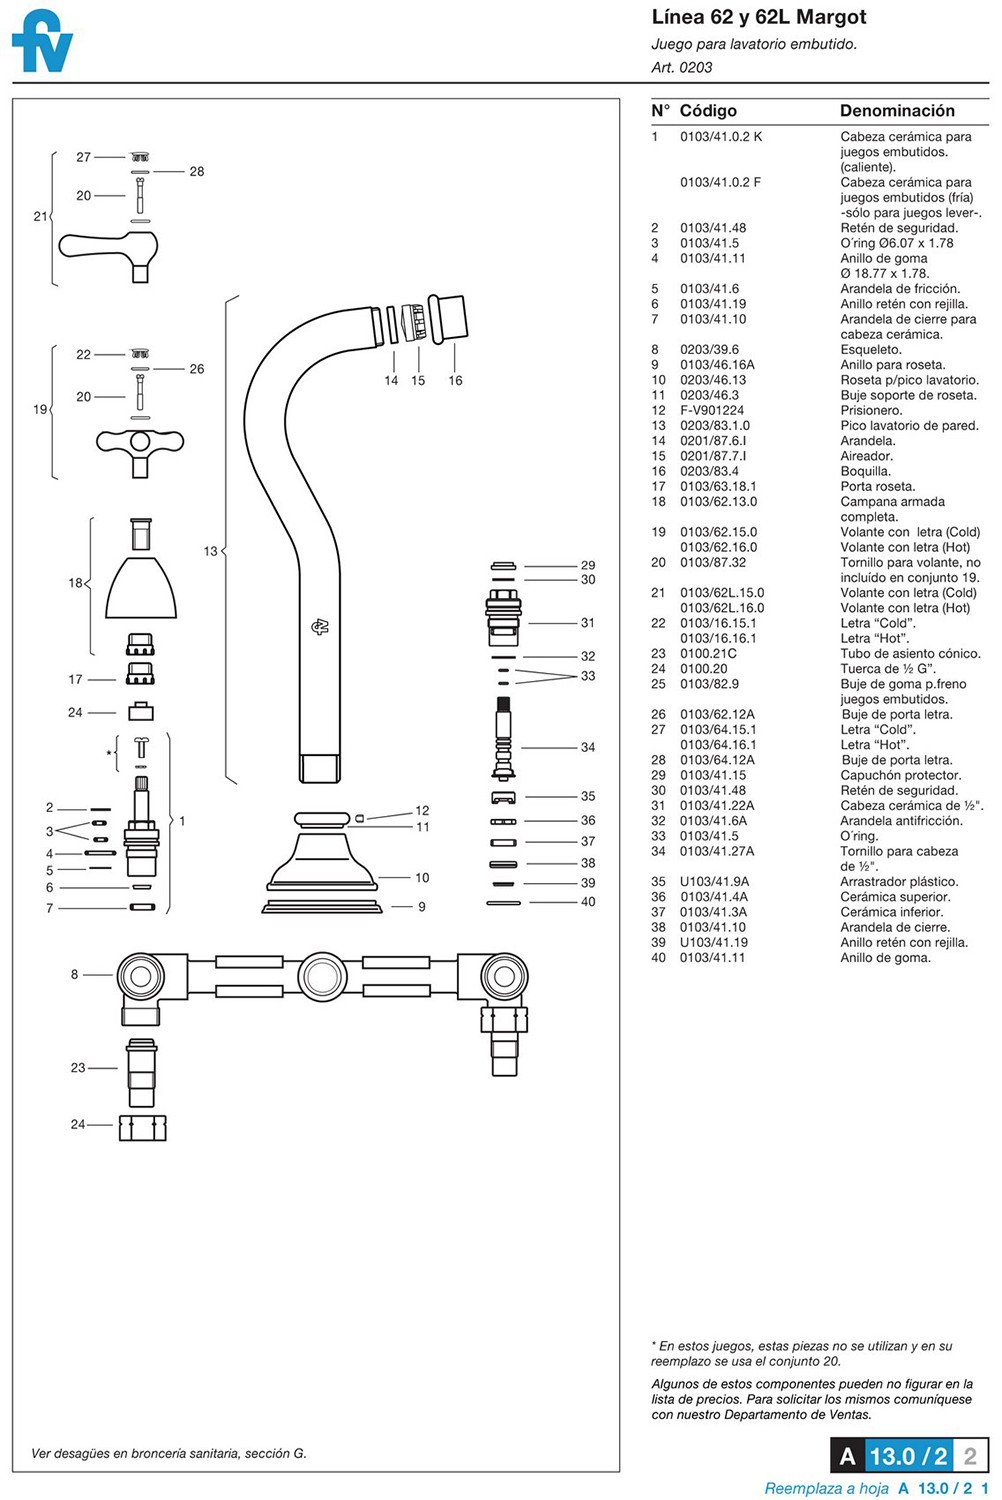 fv
Línea 62 y 62L Margot
Juego para lavatorio embutido.
Art. 0203
N° Código Denominación
1 0103/41.0.2 K Cabeza cerámica para
juegos embutidos.
(caliente).
0103/41.0.2 F Cabeza cerámica para
juegos embutidos (fría)
-sólo para juegos lever-.
2 0103/41.48 Retén de seguridad.
3 0103/41.5 O´ring Ø6.07 x 1.78
4 0103/41.11 Anillo de goma
Ø 18.77 x 1.78.
5 0103/41.6 Arandela de fricción.
6 0103/41.19 Anillo retén con rejilla.
7 0103/41.10 Arandela de cierre para
cabeza cerámica.
8 0203/39.6 Esqueleto.
9 0103/46.16A Anillo para roseta.
10 0203/46.13 Roseta p/pico lavatorio.
11 0203/46.3 Buje soporte de roseta.
12 F-V901224 Prisionero.
13 0203/83.1.0 Pico lavatorio de pared.
14 0201/87.6.I Arandela.
15 0201/87.7.I Aireador.
16 0203/83.4 Boquilla.
17 0103/63.18.1 Porta roseta.
18 0103/62.13.0 Campana armada
completa.
19 0103/62.15.0 Volante con letra (Cold)
0103/62.16.0 Volante con letra (Hot)
20 0103/87.32 Tornillo para volante, no
incluído en conjunto 19.
21 0103/62L.15.0 Volante con letra (Cold)
0103/62L.16.0 Volante con letra (Hot)
22 0103/16.15.1 Letra “Cold”.
0103/16.16.1 Letra “Hot”.
23 0100.21C Tubo de asiento cónico.
24 0100.20 Tuerca de ½ G”.
25 0103/82.9 Buje de goma p.freno
juegos embutidos.
26 0103/62.12A Buje de porta letra.
27 0103/64.15.1 Letra “Cold”.
0103/64.16.1 Letra “Hot”.
28 0103/64.12A Buje de porta letra.
29 0103/41.15 Capuchón protector.
30 0103/41.48 Retén de seguridad.
31 0103/41.22A Cabeza cerámica de ½".
32 0103/41.6A Arandela antifricción.
33 0103/41.5 O´ring.
34 0103/41.27A Tornillo para cabeza
de ½".
35 U103/41.9A Arrastrador plástico.
36 0103/41.4A Cerámica superior.
37 0103/41.3A Cerámica inferior.
38 0103/41.10 Arandela de cierre.
39 U103/41.19 Anillo retén con rejilla.
40 0103/41.11 Anillo de goma.
27
28
20
21
22
26
20
19
14 15 16
13
18
17
24
*
fv
29
30
31
32
33
34
35
36
37
38
39
40
2
3
4
5
6
7
1
12
11
10
9
8
23
24
* En estos juegos, estas piezas no se utilizan y en su
reemplazo se usa el conjunto 20.
Algunos de estos componentes pueden no figurar en la
lista de precios. Para solicitar los mismos comuníquese
con nuestro Departamento de Ventas.
Ver desagües en broncería sanitaria, sección G.
A 13.0 / 2 2
Reemplaza a hoja A 13.0 / 2 1